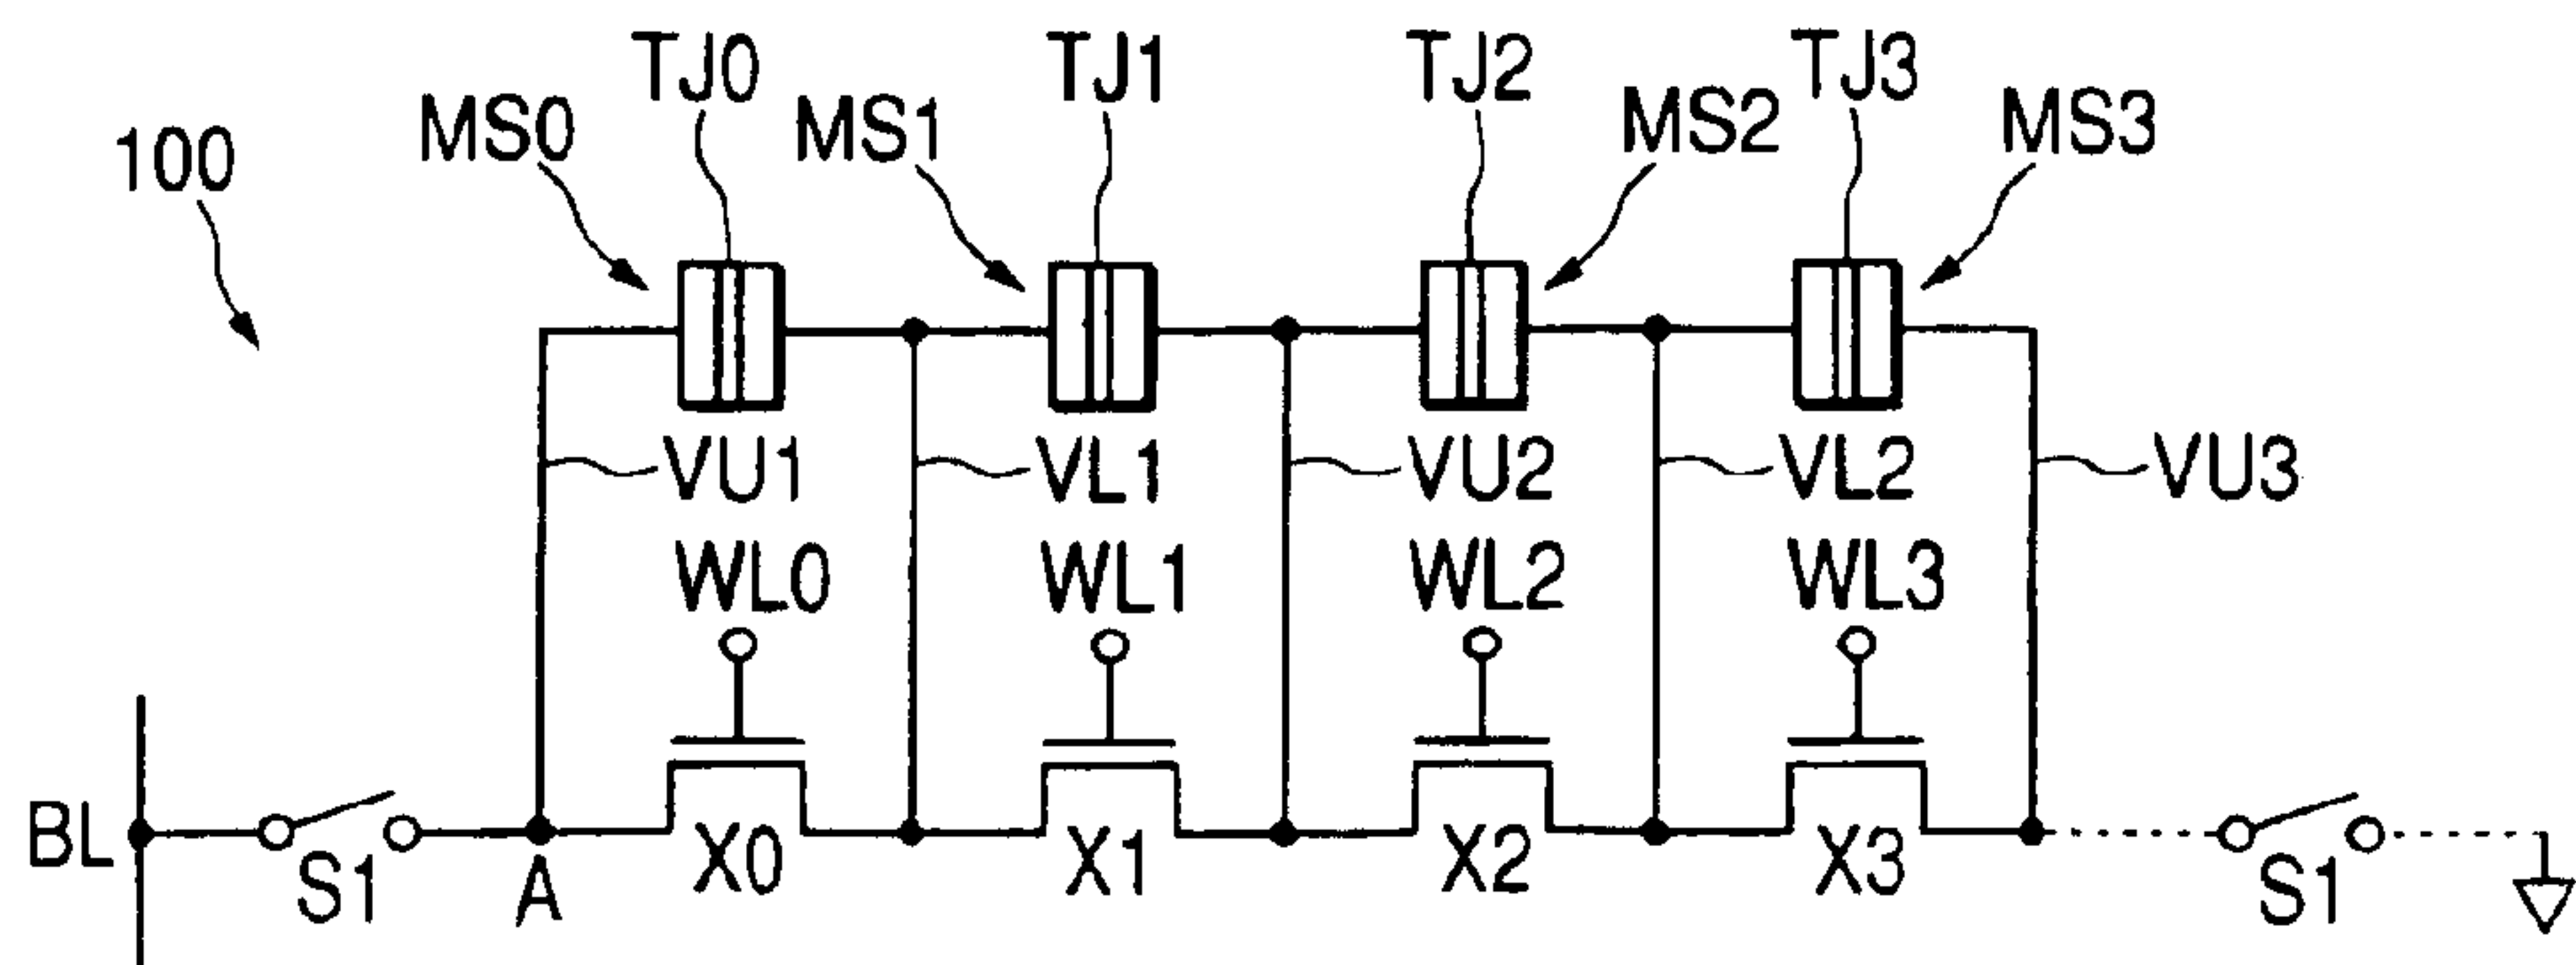 TJ0 TJ1 TJ2 TJ3
100 MS0 MS1 MS2 MS3
VU1 VL1 VU2 VL2 VU3
WL0 WL1 WL2 WL3
BL S1 A X0 X1 X2 X3 S1